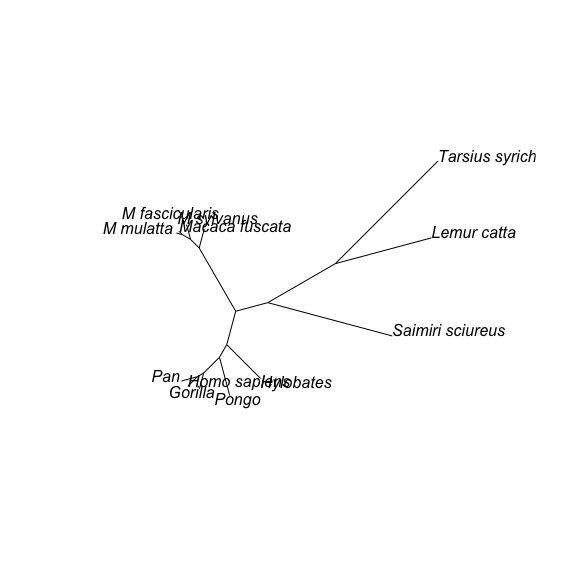 Tarsius syrich
M fascicularis
M sylvanus
Macaca fuscata
M mulatta
Lemur catta
Saimiri sciureus
Pan
Homo sapiens
Hylobates
Gorilla
Pongo